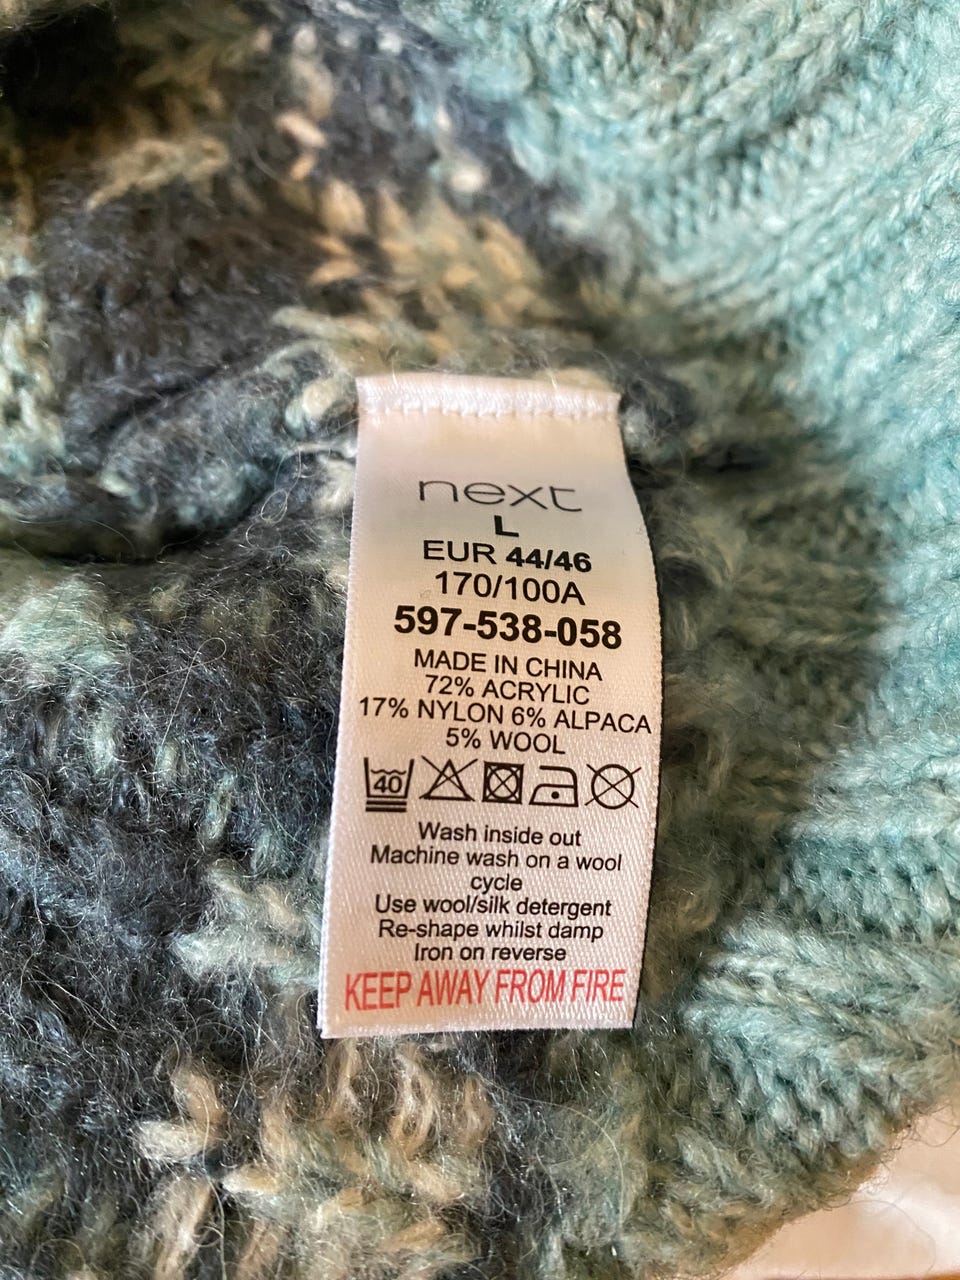 next
L
EUR 44/46
170/100A
597-538-058
MADE IN CHINA
72% ACRYLIC
17% NYLON 6% ALPACA
5% WOOL
40
Wash inside out
Machine wash on a wool
cycle
Use wool/silk detergent
Re-shape whilst damp
Iron on reverse
KEEP AWAY FROM FIRE